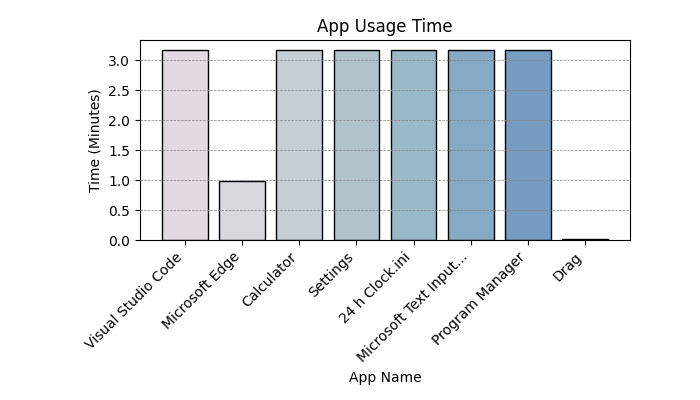 App Usage Time
Time (Minutes)
3.0
2.5
2.0
1.5
1.0
0.5
0.0
Visual Studio Code
Microsoft Edge
Calculator
Settings
24 h Clock.ini
Microsoft Text Input...
Program Manager
Drag
App Name